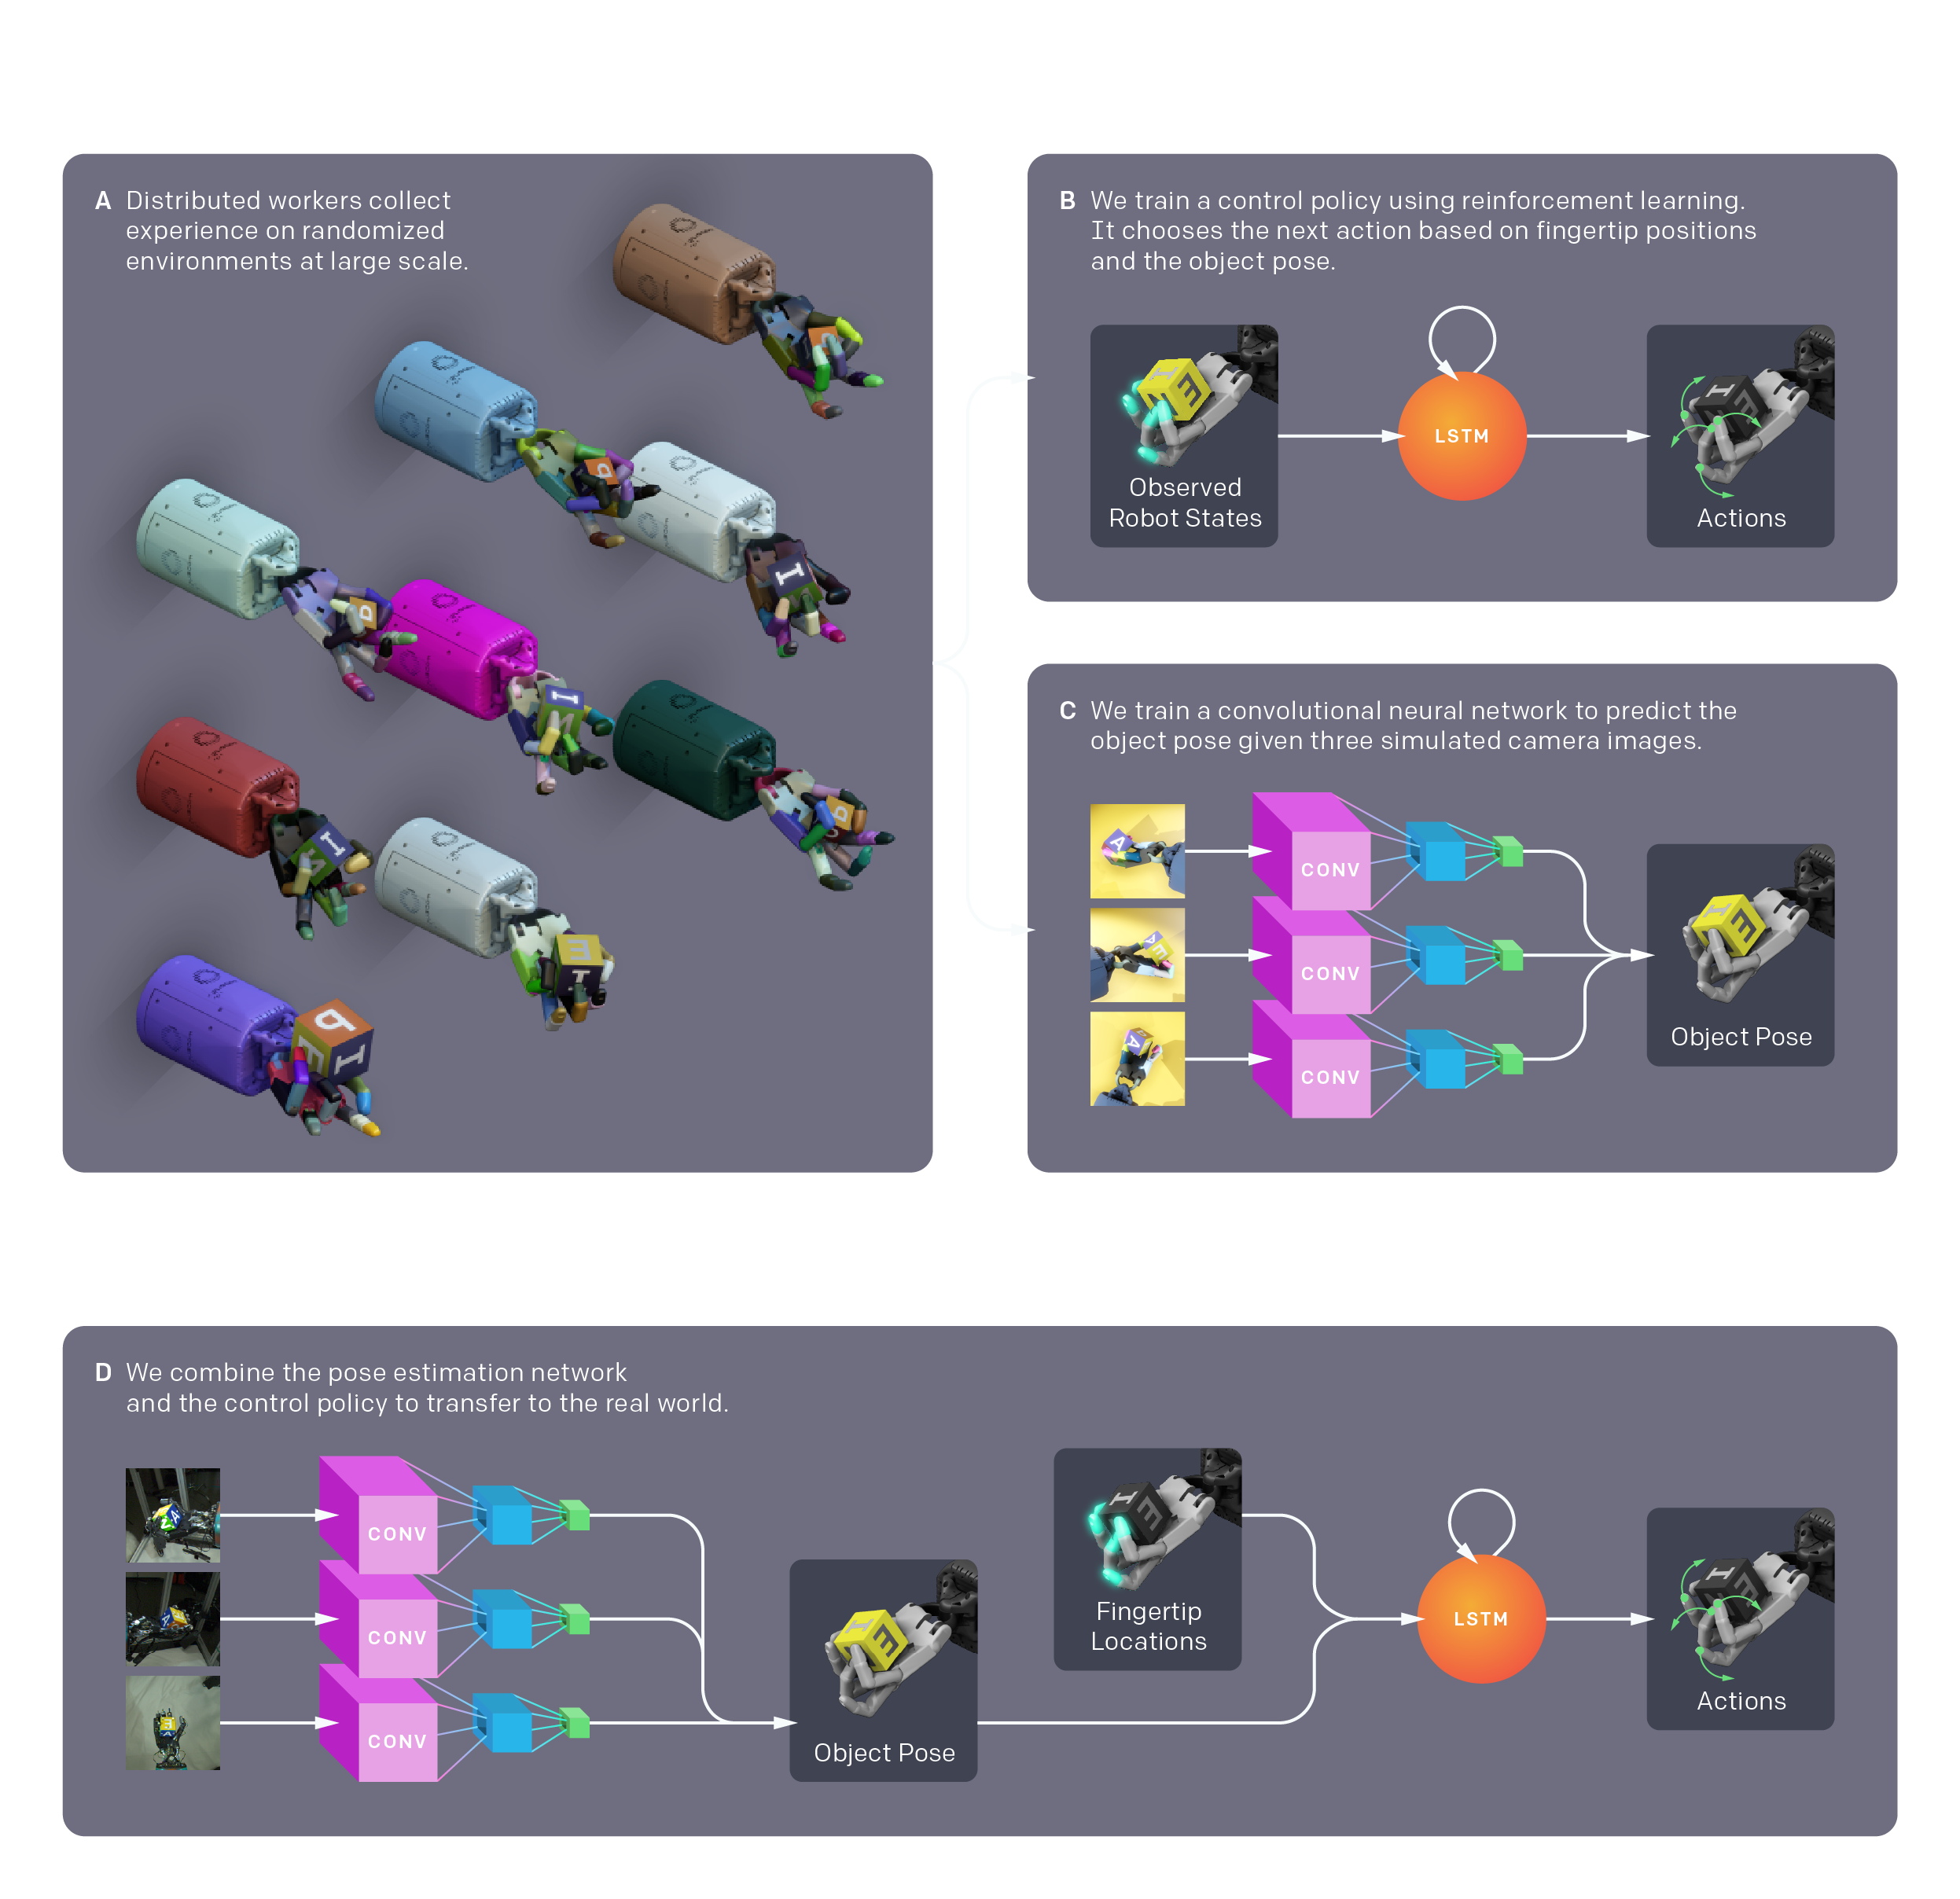 A Distributed workers collect
experience on randomized
environments at large scale.
B We train a control policy using reinforcement learning.
It chooses the next action based on fingertip positions
and the object pose.
LSTM
Observed
Robot States
Actions
C We train a convolutional neural network to predict the
object pose given three simulated camera images.
CONV
CONV
CONV
Object Pose
D We combine the pose estimation network
and the control policy to transfer to the real world.
CONV
CONV
CONV
Object Pose
Fingertip
Locations
LSTM
Actions